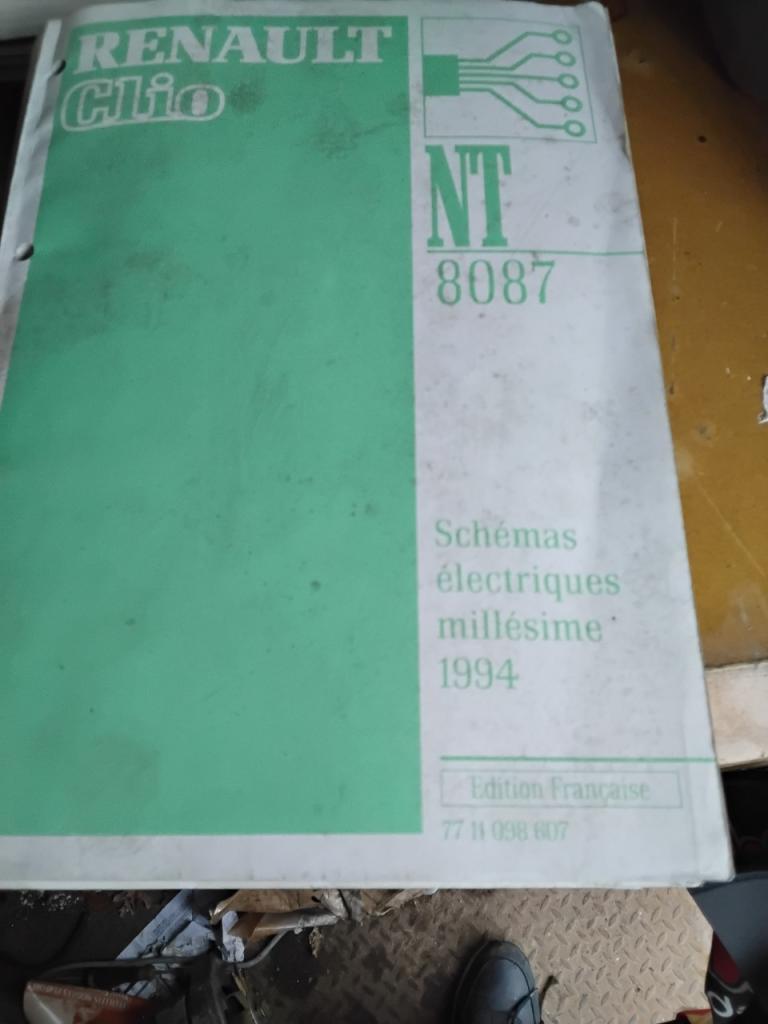 RENAULT
Clio
NT
8087
Schémas
électriques
millésime
1994
Edition Française
77 11 098 607